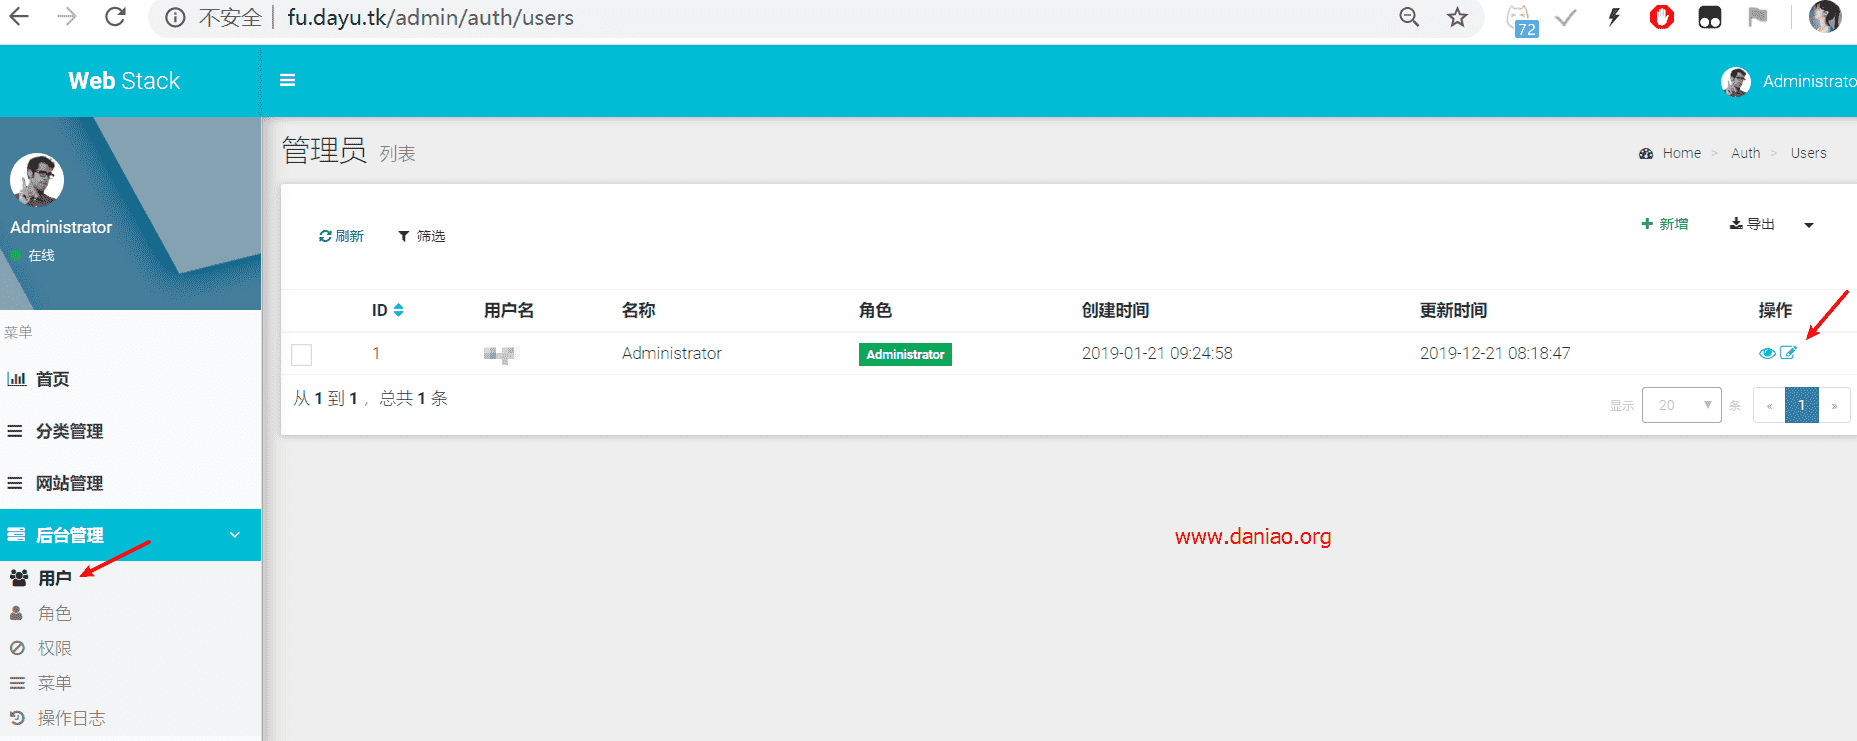 不安全 fu.dayu.tk/admin/auth/users
72
Web Stack
Administrato
Administrator
在线
菜单
首页
分类管理
网站管理
后台管理
用户
角色
权限
菜单
操作日志
管理员 列表
Home > Auth > Users
刷新 筛选
新增 导出
ID 用户名 名称 角色 创建时间 更新时间 操作
1 Administrator Administrator 2019-01-21 09:24:58 2019-12-21 08:18:47
从 1 到 1 ，总共 1 条
显示 20 条 « 1 »
www.daniao.org